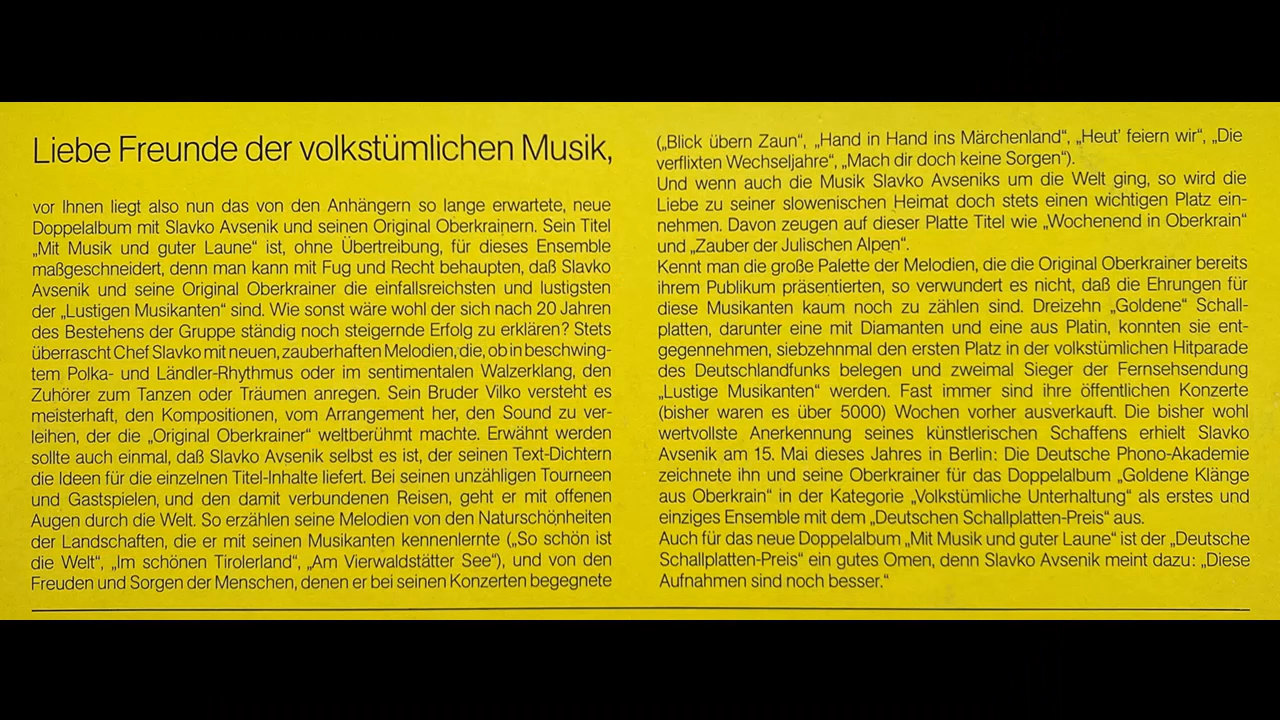 Liebe Freunde der volkstümlichen Musik,
vor Ihnen liegt also nun das von den Anhängern so lange erwartete, neue
Doppelalbum mit Slavko Avsenik und seinen Original Oberkrainern. Sein Titel
„Mit Musik und guter Laune“ ist, ohne Übertreibung, für dieses Ensemble
maßgeschneidert, denn man kann mit Fug und Recht behaupten, daß Slavko
Avsenik und seine Original Oberkrainer die einfallsreichsten und lustigsten
der „Lustigen Musikanten“ sind. Wie sonst wäre wohl der sich nach 20 Jahren
des Bestehens der Gruppe ständig noch steigernde Erfolg zu erklären? Stets
überrascht Chef Slavko mit neuen, zauberhaften Melodien, die, ob in beschwing-
tem Polka- und Ländler-Rhythmus oder im sentimentalen Walzerklang, den
Zuhörer zum Tanzen oder Träumen anregen. Sein Bruder Vilko versteht es
meisterhaft, den Kompositionen, vom Arrangement her, den Sound zu ver-
leihen, der die „Original Oberkrainer“ weltberühmt machte. Erwähnt werden
sollte auch einmal, daß Slavko Avsenik selbst es ist, der seinen Text-Dichtern
die Ideen für die einzelnen Titel-Inhalte liefert. Bei seinen unzähligen Tourneen
und Gastspielen, und den damit verbundenen Reisen, geht er mit offenen
Augen durch die Welt. So erzählen seine Melodien von den Naturschönheiten
der Landschaften, die er mit seinen Musikanten kennenlernte („So schön ist
die Welt“, „Im schönen Tirolerland“, „Am Vierwaldstätter See“), und von den
Freuden und Sorgen der Menschen, denen er bei seinen Konzerten begegnete
(„Blick übern Zaun“, „Hand in Hand ins Märchenland“, „Heut’ feiern wir“, „Die
verflixten Wechseljahre“, „Mach dir doch keine Sorgen“).
Und wenn auch die Musik Slavko Avseniks um die Welt ging, so wird die
Liebe zu seiner slowenischen Heimat doch stets einen wichtigen Platz ein-
nehmen. Davon zeugen auf dieser Platte Titel wie „Wochenend in Oberkrain“
und „Zauber der Julischen Alpen“.
Kennt man die große Palette der Melodien, die die Original Oberkrainer bereits
ihrem Publikum präsentierten, so verwundert es nicht, daß die Ehrungen für
diese Musikanten kaum noch zu zählen sind. Dreizehn „Goldene“ Schall-
platten, darunter eine mit Diamanten und eine aus Platin, konnten sie ent-
gegennehmen, siebzehnmal den ersten Platz in der volkstümlichen Hitparade
des Deutschlandfunks belegen und zweimal Sieger der Fernsehsendung
„Lustige Musikanten“ werden. Fast immer sind ihre öffentlichen Konzerte
(bisher waren es über 5000) Wochen vorher ausverkauft. Die bisher wohl
wertvollste Anerkennung seines künstlerischen Schaffens erhielt Slavko
Avsenik am 15. Mai dieses Jahres in Berlin: Die Deutsche Phono-Akademie
zeichnete ihn und seine Oberkrainer für das Doppelalbum „Goldene Klänge
aus Oberkrain“ in der Kategorie „Volkstümliche Unterhaltung“ als erstes und
einziges Ensemble mit dem „Deutschen Schallplatten-Preis“ aus.
Auch für das neue Doppelalbum „Mit Musik und guter Laune“ ist der „Deutsche
Schallplatten-Preis“ ein gutes Omen, denn Slavko Avsenik meint dazu: „Diese
Aufnahmen sind noch besser.“